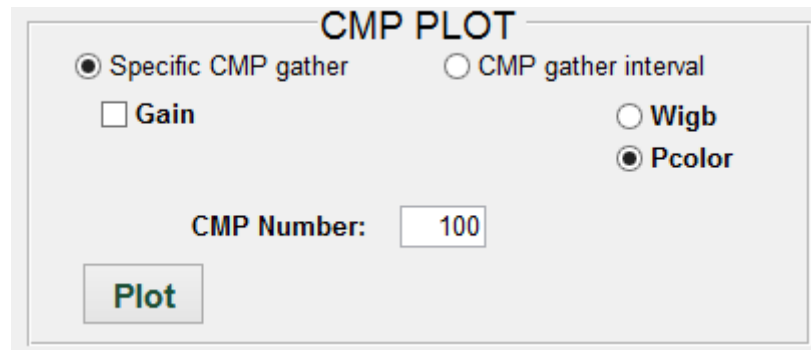 CMP PLOT
Specific CMP gather CMP gather interval
Gain Wigb
Pcolor
CMP Number: 100
Plot